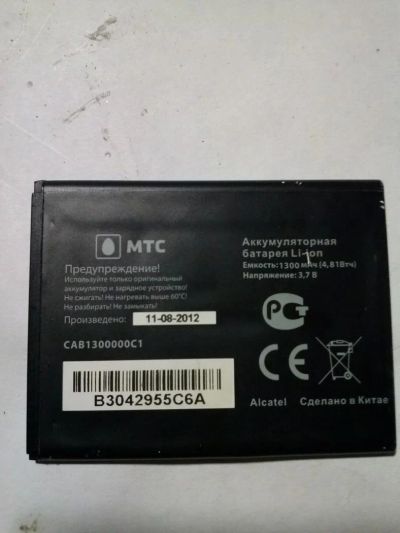 МТС
Предупреждение!
Используйте только оригинальный
аккумулятор и зарядное устройство!
Не сжигать! Не нагревать выше 60°C!
Не разбирать! Не замыкать!
Произведено: 11-08-2012
CAB1300000C1
B3042955C6A
Аккумуляторная
батарея Li-ion
Емкость: 1300 мАч (4,81Втч)
Напряжение: 3,7 В
РСТ
CE
Alcatel Сделано в Китае